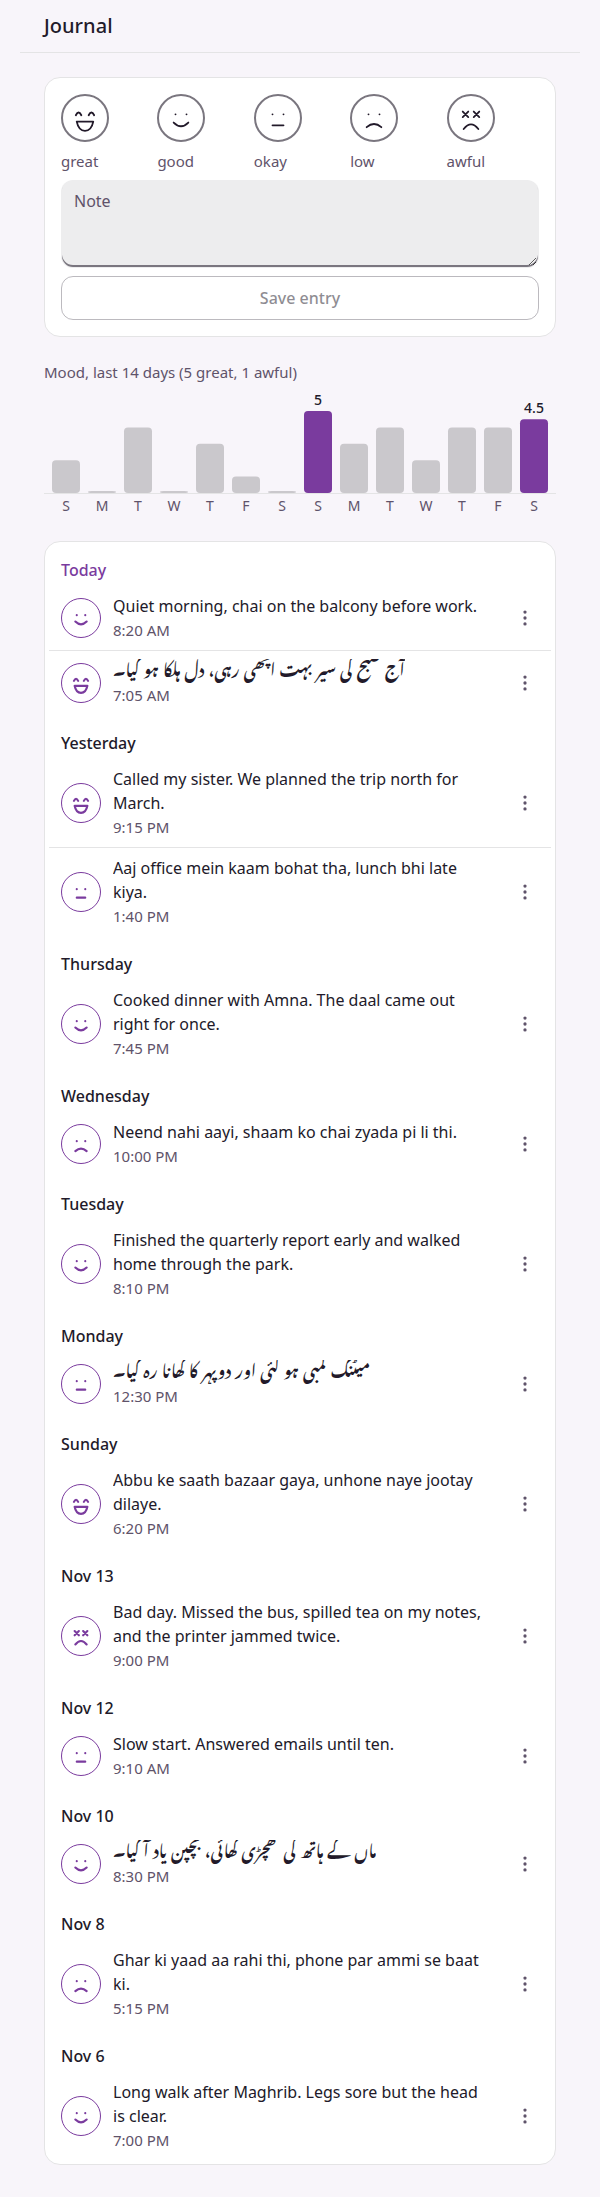 Journal
great good okay low awful
Note
Save entry
Mood, last 14 days (5 great, 1 awful)
5 4.5
S M T W T F S S M T W T F S
Today
Quiet morning, chai on the balcony before work.
8:20 AM
آج صبح کی سیر بہت اچھی رہی، دل ہلکا ہو گیا۔
7:05 AM
Yesterday
Called my sister. We planned the trip north for
March.
9:15 PM
Aaj office mein kaam bohat tha, lunch bhi late
kiya.
1:40 PM
Thursday
Cooked dinner with Amna. The daal came out
right for once.
7:45 PM
Wednesday
Neend nahi aayi, shaam ko chai zyada pi li thi.
10:00 PM
Tuesday
Finished the quarterly report early and walked
home through the park.
8:10 PM
Monday
میٹنگ لمبی ہو گئی اور دوپہر کا کھانا رہ گیا۔
12:30 PM
Sunday
Abbu ke saath bazaar gaya, unhone naye jootay
dilaye.
6:20 PM
Nov 13
Bad day. Missed the bus, spilled tea on my notes,
and the printer jammed twice.
9:00 PM
Nov 12
Slow start. Answered emails until ten.
9:10 AM
Nov 10
ماں کے ہاتھ کی کھچڑی کھائی، بچپن یاد آ گیا۔
8:30 PM
Nov 8
Ghar ki yaad aa rahi thi, phone par ammi se baat
ki.
5:15 PM
Nov 6
Long walk after Maghrib. Legs sore but the head
is clear.
7:00 PM